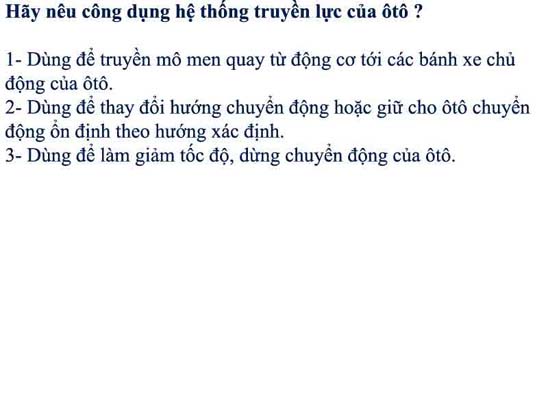 Hãy nêu công dụng hệ thống truyền lực của ôtô ?
1- Dùng để truyền mô men quay từ động cơ tới các bánh xe chủ
động của ôtô.
2- Dùng để thay đổi hướng chuyển động hoặc giữ cho ôtô chuyển
động ổn định theo hướng xác định.
3- Dùng để làm giảm tốc độ, dừng chuyển động của ôtô.